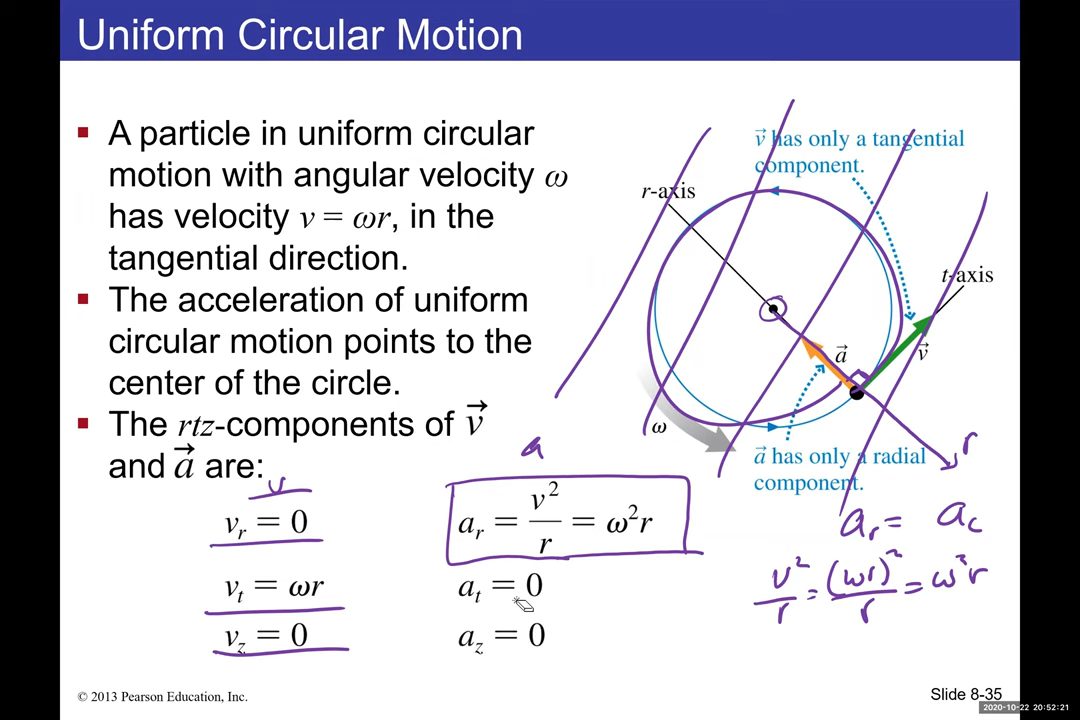 Uniform Circular Motion
▪ A particle in uniform circular
motion with angular velocity ω
has velocity v = ωr, in the
tangential direction.
▪ The acceleration of uniform
circular motion points to the
center of the circle.
▪ The rtz-components of v⃗
and a⃗ are:
v
a
v_r = 0
a_r = v²/r = ω²r
v_t = ωr
a_t = 0
v_z = 0
a_z = 0
v⃗ has only a tangential
component.
r-axis
t-axis
a⃗
v⃗
ω
r
a⃗ has only a radial
component.
a_r = a_c
v²/r = (ωr)²/r = ω²r
© 2013 Pearson Education, Inc.
Slide 8-35
2020-10-22 20:52:21